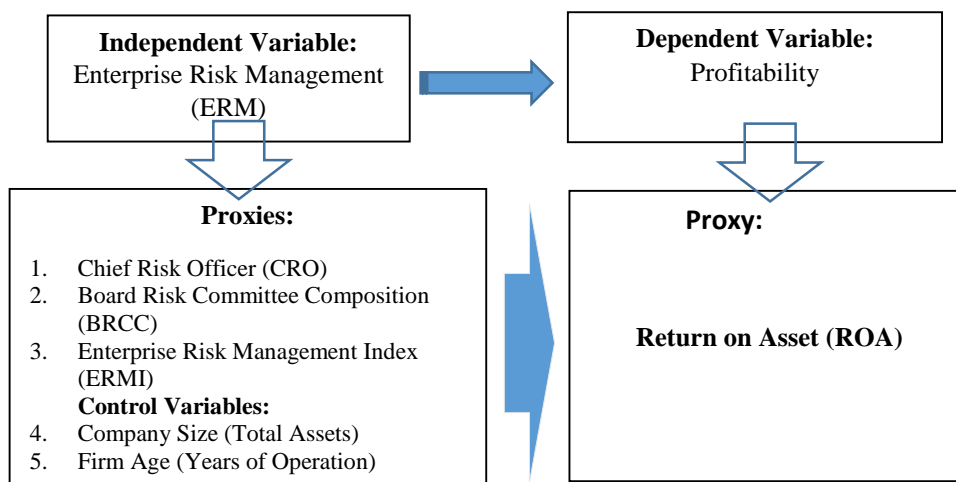 Independent Variable:
Enterprise Risk Management
(ERM)
Dependent Variable:
Profitability
Proxies:
1. Chief Risk Officer (CRO)
2. Board Risk Committee Composition
(BRCC)
3. Enterprise Risk Management Index
(ERMI)
Control Variables:
4. Company Size (Total Assets)
5. Firm Age (Years of Operation)
Proxy:
Return on Asset (ROA)